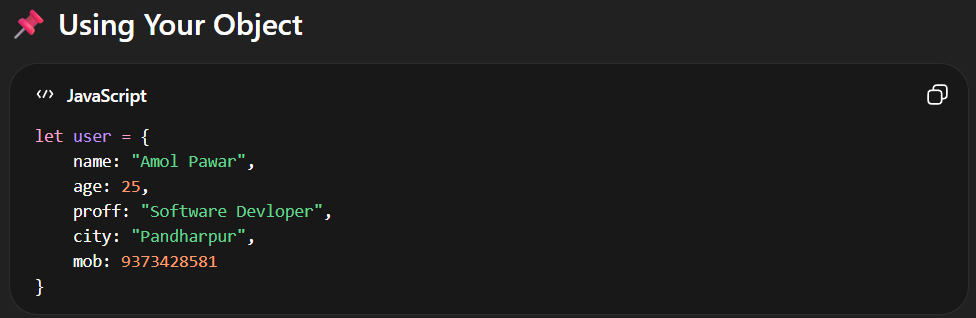 📌 Using Your Object
</> JavaScript
let user = {
    name: "Amol Pawar",
    age: 25,
    proff: "Software Devloper",
    city: "Pandharpur",
    mob: 9373428581
}